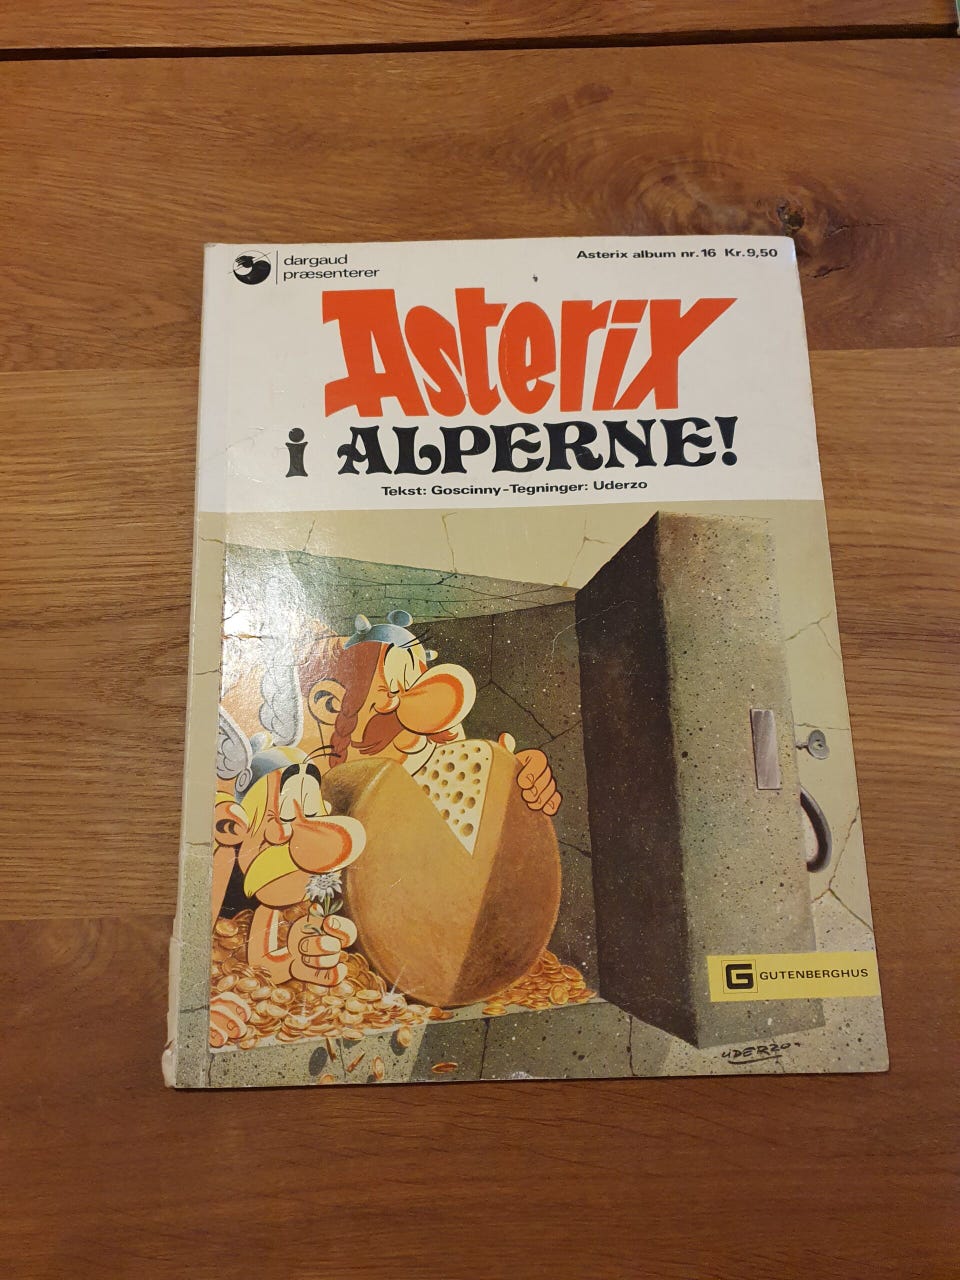 dargaud
præsenterer
Asterix album nr. 16 Kr. 9,50
Asterix
i ALPERNE!
Tekst: Goscinny-Tegninger: Uderzo
G GUTENBERGHUS
UDERZO